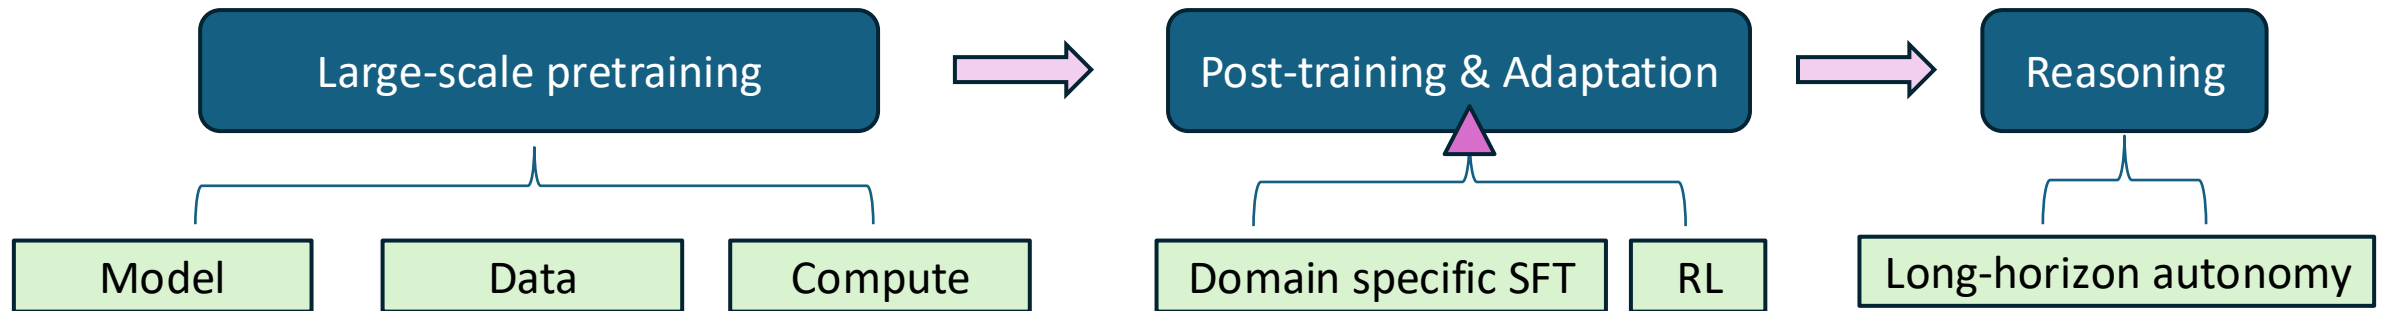 Large-scale pretraining
Post-training & Adaptation
Reasoning
Model
Data
Compute
Domain specific SFT
RL
Long-horizon autonomy